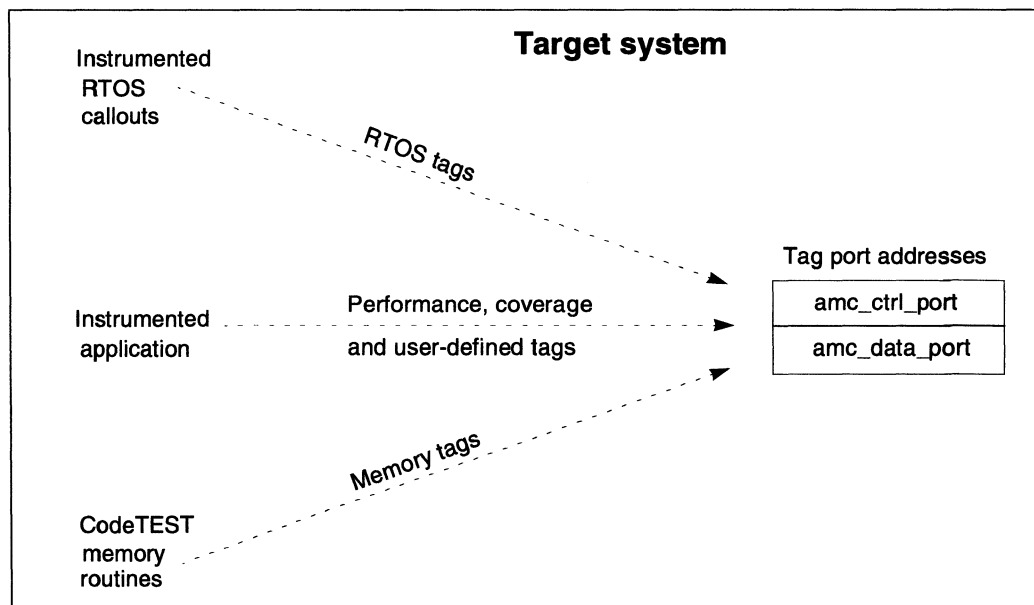 Target system
Instrumented
RTOS
callouts
RTOS tags
Tag port addresses
amc_ctrl_port
amc_data_port
Instrumented
application
Performance, coverage
and user-defined tags
Memory tags
CodeTEST
memory
routines